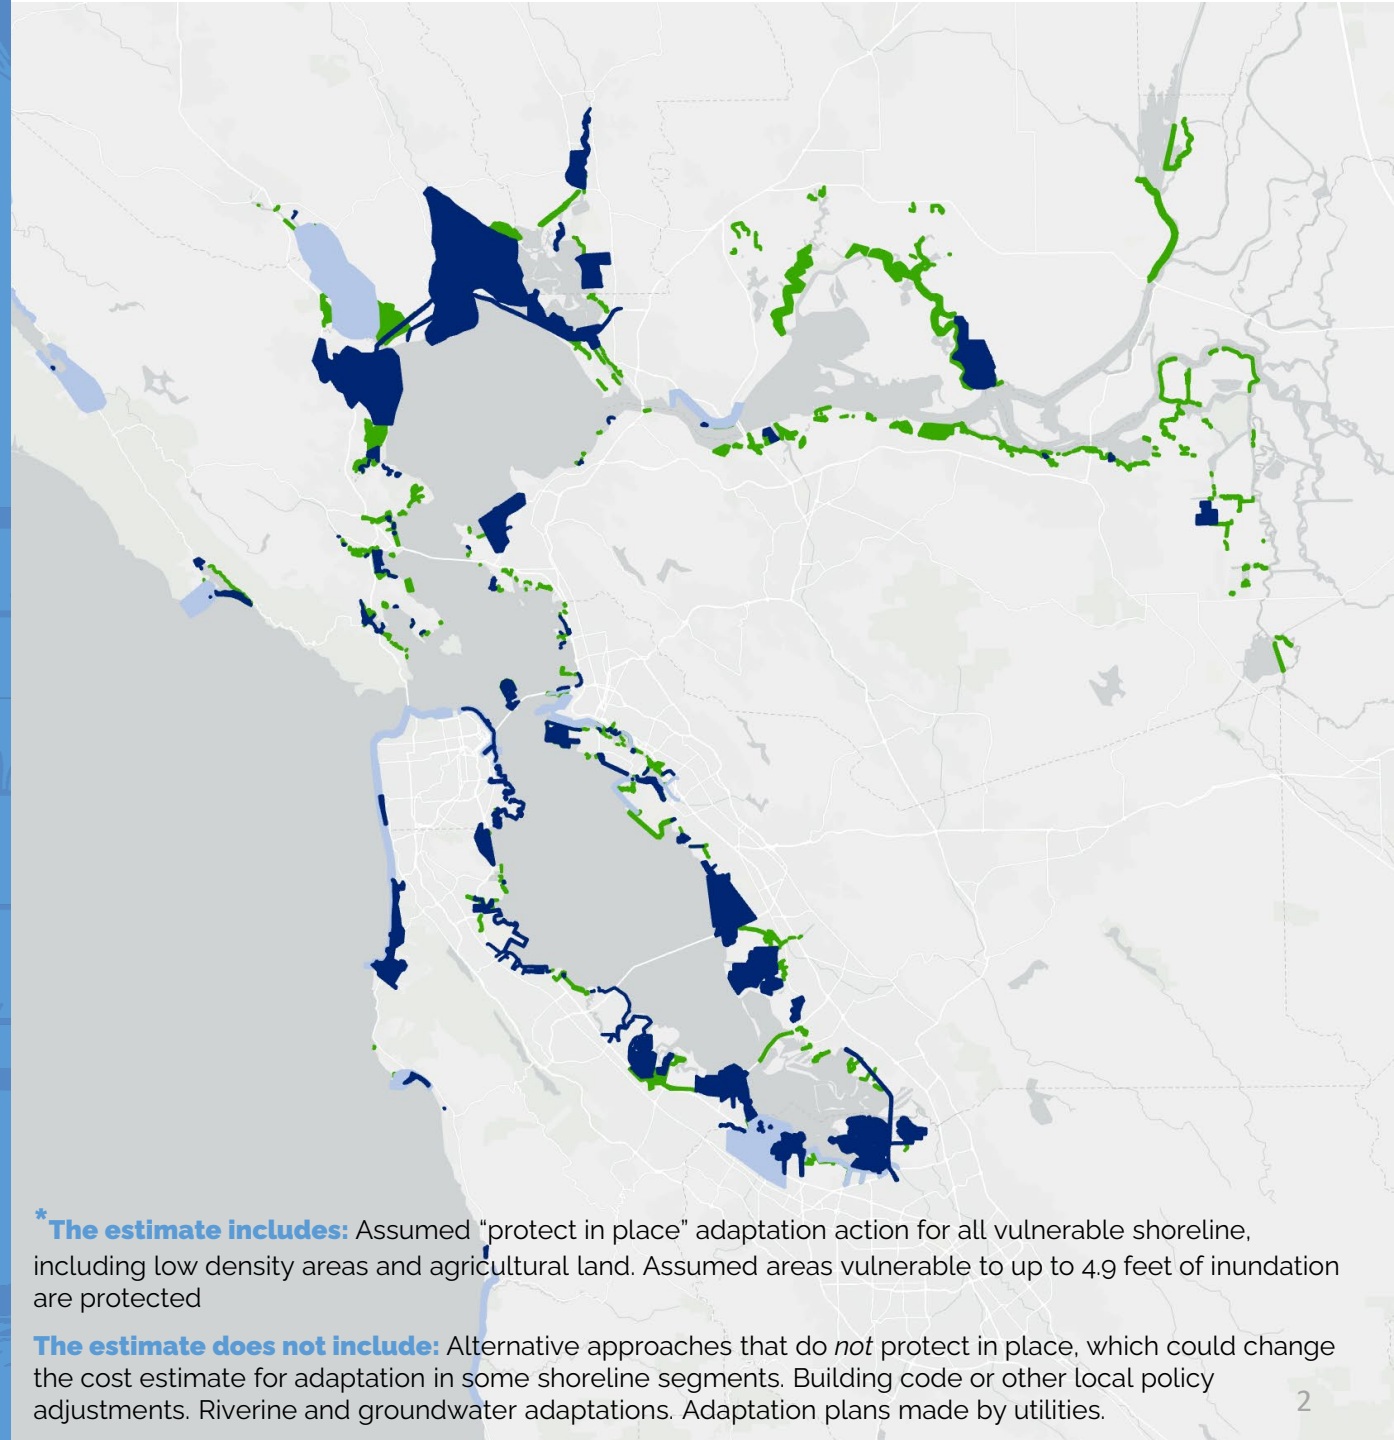 *The estimate includes: Assumed “protect in place” adaptation action for all vulnerable shoreline,
including low density areas and agricultural land. Assumed areas vulnerable to up to 4.9 feet of inundation
are protected
The estimate does not include: Alternative approaches that do not protect in place, which could change
the cost estimate for adaptation in some shoreline segments. Building code or other local policy
adjustments. Riverine and groundwater adaptations. Adaptation plans made by utilities.
2